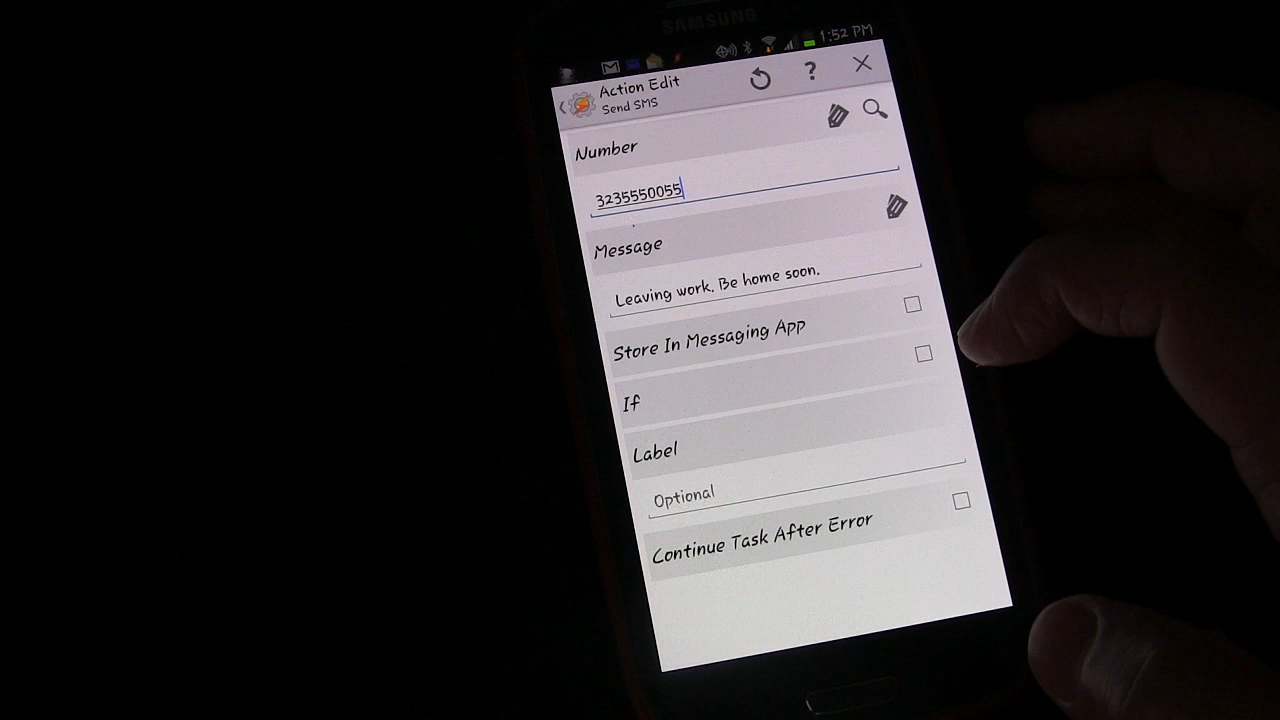 SAMSUNG
1:52 PM
Action Edit
Send SMS
?
Number
3235550055
Message
Leaving work. Be home soon.
Store In Messaging App
If
Label
Optional
Continue Task After Error